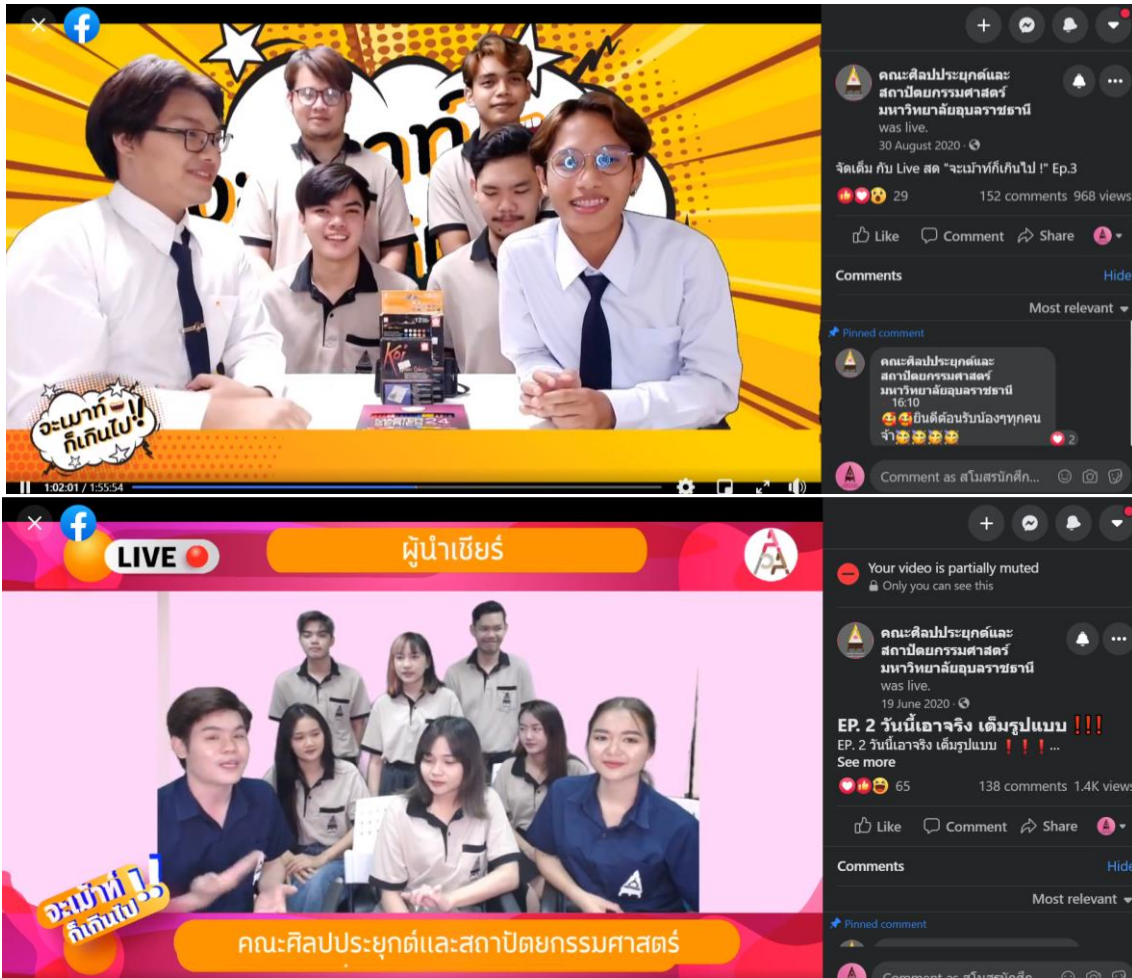 คณะศิลปประยุกต์และ
สถาปัตยกรรมศาสตร์
มหาวิทยาลัยอุบลราชธานี
was live.
30 August 2020
จัดเต็ม กับ Live สด "จะเม้าท์ก็เกินไป !" Ep.3
29
152 comments 968 views
Like Comment Share
Comments Hide
Most relevant
Pinned comment
คณะศิลปประยุกต์และ
สถาปัตยกรรมศาสตร์
มหาวิทยาลัยอุบลราชธานี
16:10
ยินดีต้อนรับน้องๆทุกคน
จ้า
2
Comment as สโมสรนักศึก...
Koi
จะเมาท์
ก็เกินไป!!
1:02:01 / 1:55:54
LIVE
ผู้นำเชียร์
จะเม้าท์
ก็เกินไป!!
คณะศิลปประยุกต์และสถาปัตยกรรมศาสตร์
Your video is partially muted
Only you can see this
คณะศิลปประยุกต์และ
สถาปัตยกรรมศาสตร์
มหาวิทยาลัยอุบลราชธานี
was live.
19 June 2020
EP. 2 วันนี้เอาจริง เต็มรูปแบบ !!!
EP. 2 วันนี้เอาจริง เต็มรูปแบบ ! ! ! ...
See more
65
138 comments 1.4K views
Like Comment Share
Comments Hide
Most relevant
Pinned comment